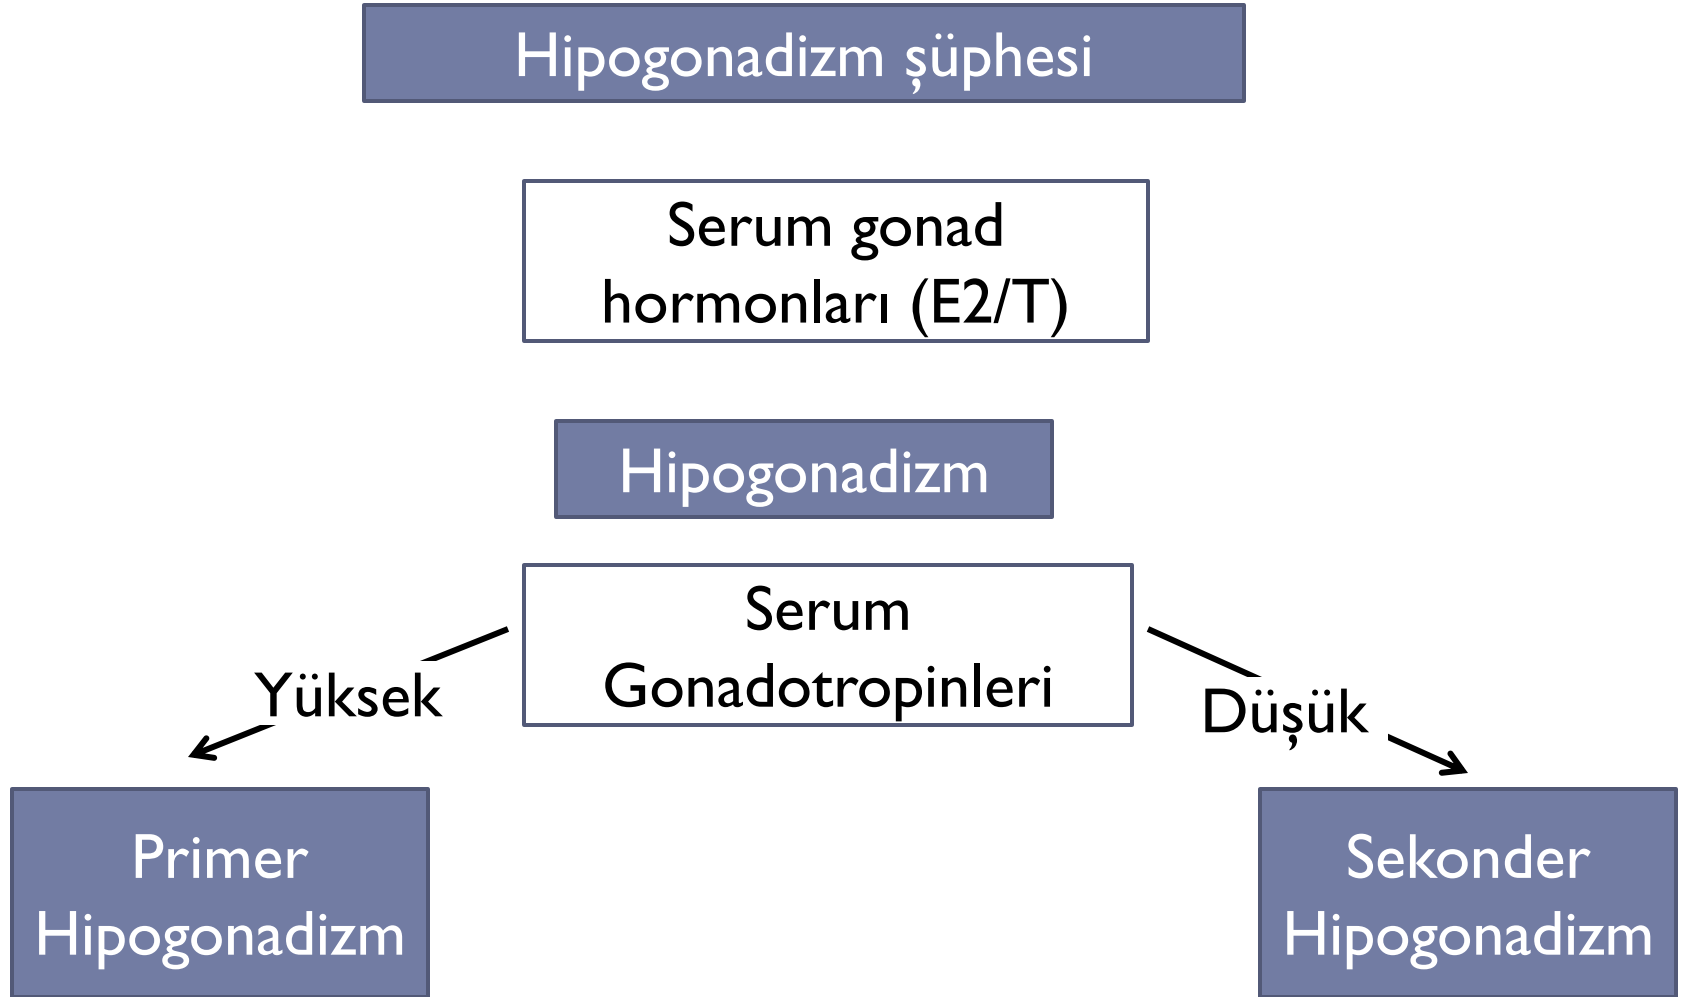 Hipogonadizm şüphesi
Serum gonad
hormonları (E2/T)
Hipogonadizm
Serum
Gonadotropinleri
Yüksek
Düşük
Primer
Hipogonadizm
Sekonder
Hipogonadizm